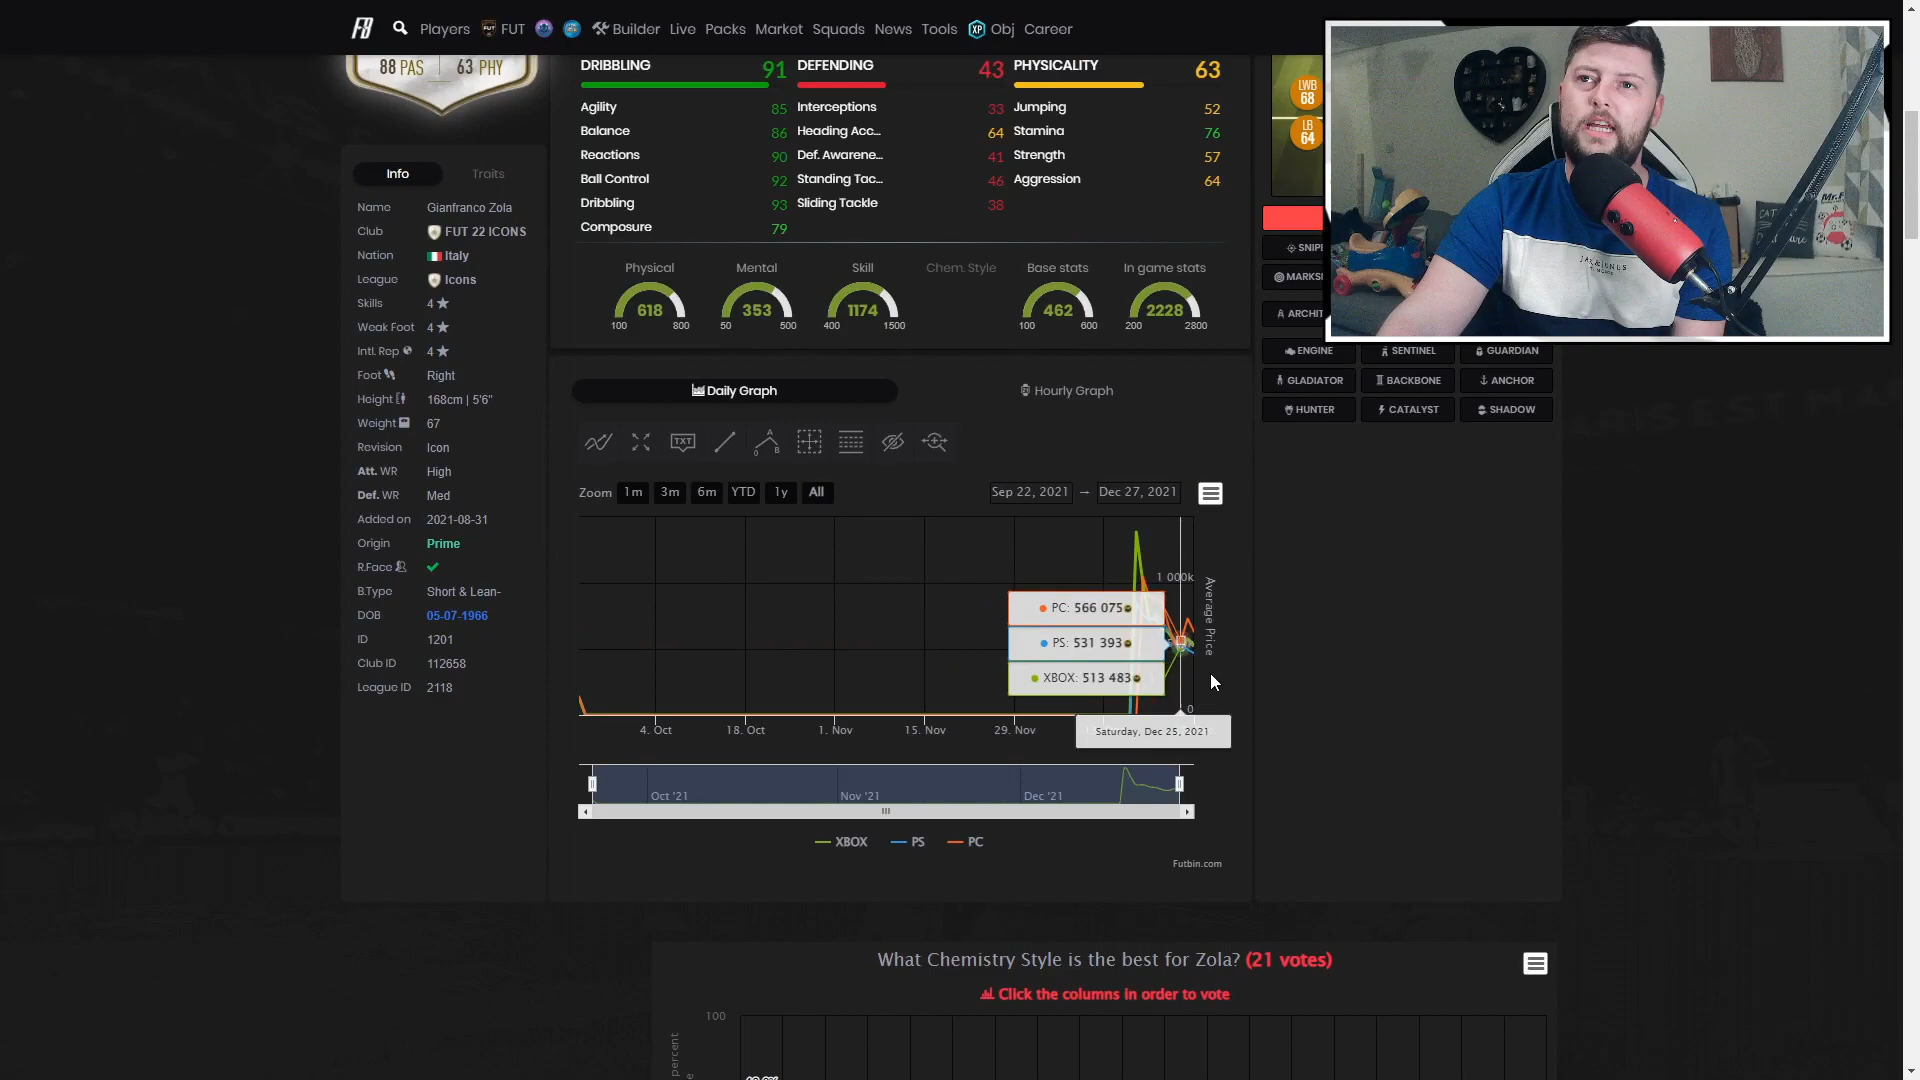 FB Players FUT Builder Live Packs Market Squads News Tools XP Obj Career
88 PAS 63 PHY
DRIBBLING 91 DEFENDING 43 PHYSICALITY 63
Agility 85 Interceptions 33 Jumping 52
Balance 86 Heading Acc... 64 Stamina 76
Reactions 90 Def. Awarene... 41 Strength 57
Ball Control 92 Standing Tac... 46 Aggression 64
Dribbling 93 Sliding Tackle 38
Composure 79
LWB
68
LB
64
Physical Mental Skill Chem. Style Base stats In game stats
618 353 1174 462 2228
100 800 50 500 400 1500 100 600 200 2800
Info Traits
Name Gianfranco Zola
Club FUT 22 ICONS
Nation Italy
League Icons
Skills 4
Weak Foot 4
Intl. Rep 4
Foot Right
Height 168cm | 5'6"
Weight 67
Revision Icon
Att. WR High
Def. WR Med
Added on 2021-08-31
Origin Prime
R.Face
B.Type Short & Lean-
DOB 05-07-1966
ID 1201
Club ID 112658
League ID 2118
SNIPE
MARKS
ARCHIT
ENGINE SENTINEL GUARDIAN
GLADIATOR BACKBONE ANCHOR
HUNTER CATALYST SHADOW
JACK&JONES
Daily Graph Hourly Graph
TXT
Zoom 1m 3m 6m YTD 1y All Sep 22, 2021 → Dec 27, 2021
1 000k
PC: 566 075
PS: 531 393
XBOX: 513 483
0
Average Price
4. Oct 18. Oct 1. Nov 15. Nov 29. Nov
Saturday, Dec 25, 2021
Oct '21 Nov '21 Dec '21
XBOX PS PC
Futbin.com
What Chemistry Style is the best for Zola? (21 votes)
Click the columns in order to vote
100
percent